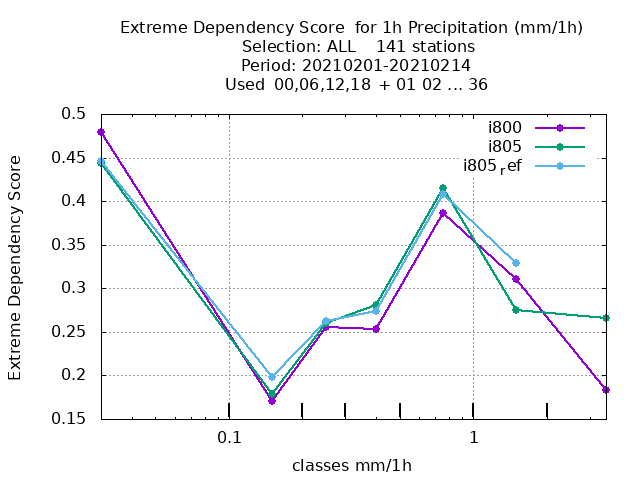 Extreme Dependency Score  for 1h Precipitation (mm/1h)
Selection: ALL    141 stations
Period: 20210201-20210214
Used  00,06,12,18 + 01 02 ... 36
i800
i805
i805ref
0.5
0.45
0.4
0.35
0.3
0.25
0.2
0.15
Extreme Dependency Score
0.1
1
classes mm/1h